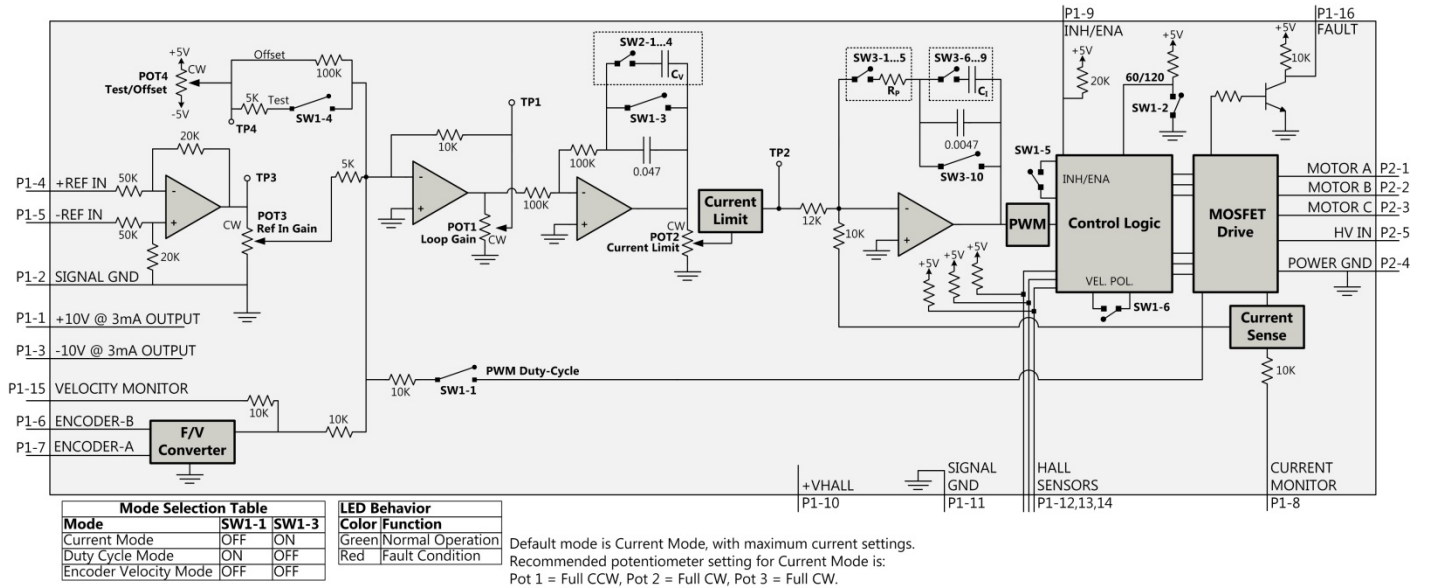 P1-9
INH/ENA
P1-16
FAULT
+5V
POT4
Test/Offset
CW
-5V
Offset
100K
5K
Test
SW1-4
TP4
SW2-1...4
CV
SW1-3
100K
0.047
SW3-1...5
RP
SW3-6...9
CI
0.0047
SW3-10
+5V
20K
60/120
+5V
SW1-2
+5V
10K
20K
P1-4 +REF IN
50K
P1-5 -REF IN
50K
-
+
20K
TP3
CW
POT3
Ref In Gain
5K
10K
TP1
-
+
POT1
Loop Gain
CW
100K
-
+
CW
POT2
Current Limit
Current
Limit
TP2
12K
10K
-
+
SW1-5
PWM
INH/ENA
Control Logic
VEL. POL.
SW1-6
+5V
+5V
+5V
MOSFET
Drive
Current
Sense
10K
MOTOR A P2-1
MOTOR B P2-2
MOTOR C P2-3
HV IN P2-5
POWER GND P2-4
P1-2 SIGNAL GND
P1-1 +10V @ 3mA OUTPUT
P1-3 -10V @ 3mA OUTPUT
P1-15 VELOCITY MONITOR
10K
P1-6 ENCODER-B
P1-7 ENCODER-A
F/V
Converter
10K
10K
SW1-1
PWM Duty-Cycle
+VHALL
P1-10
SIGNAL
GND
P1-11
HALL
SENSORS
P1-12,13,14
CURRENT
MONITOR
P1-8
Mode Selection Table
Mode SW1-1 SW1-3
Current Mode OFF ON
Duty Cycle Mode ON OFF
Encoder Velocity Mode OFF OFF
LED Behavior
Color Function
Green Normal Operation
Red Fault Condition
Default mode is Current Mode, with maximum current settings.
Recommended potentiometer setting for Current Mode is:
Pot 1 = Full CCW, Pot 2 = Full CW, Pot 3 = Full CW.